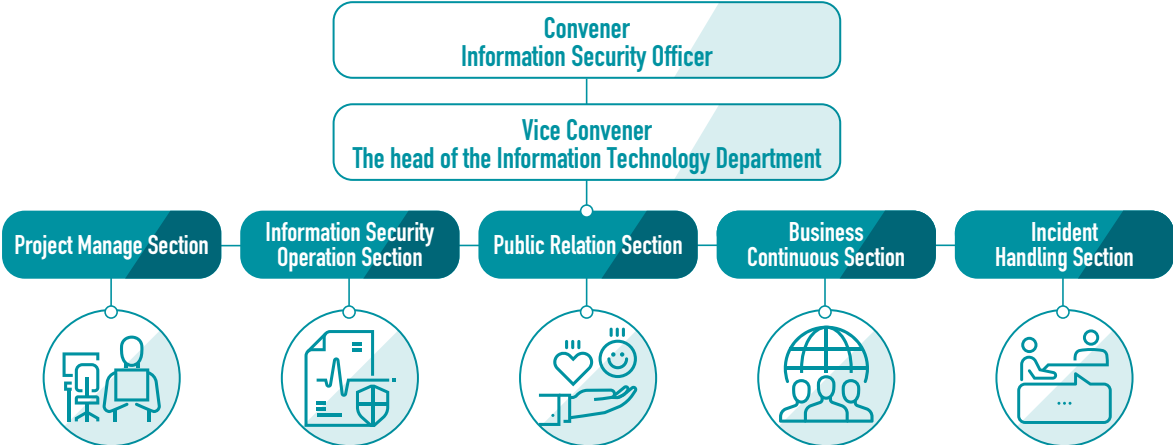 Convener
Information Security Officer
Vice Convener
The head of the Information Technology Department
Project Manage Section
Information Security
Operation Section
Public Relation Section
Business
Continuous Section
Incident
Handling Section